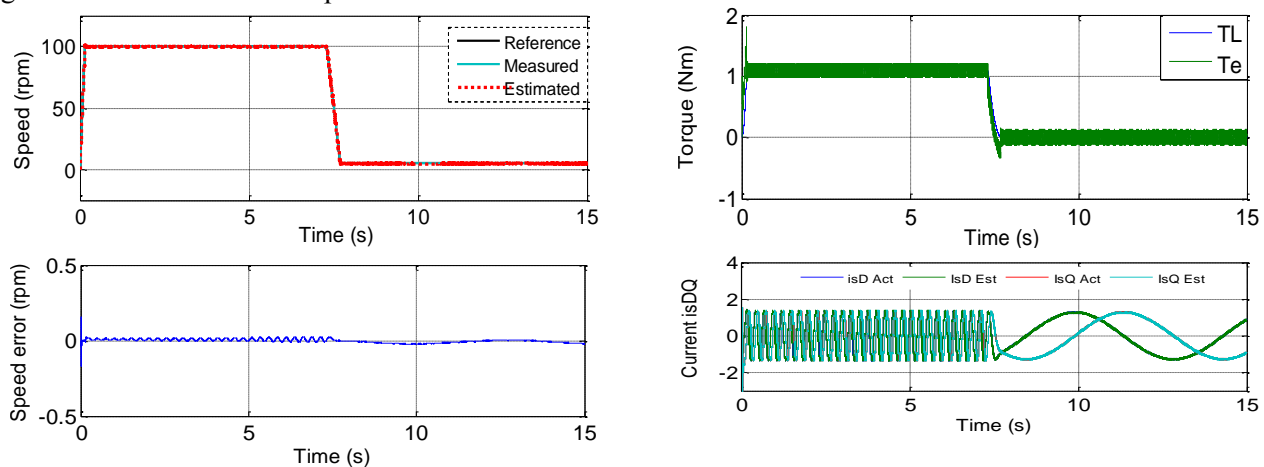 Speed (rpm)
100
50
0
Reference
Measured
Estimated
0
5
10
15
Time (s)
Torque (Nm)
2
1
0
-1
TL
Te
0
5
10
15
Time (s)
Speed error (rpm)
0.5
0
-0.5
0
5
10
15
Time (s)
Current isDQ
4
2
0
-2
isD Act
IsD Est
IsQ Act
IsQ Est
0
5
10
15
Time (s)